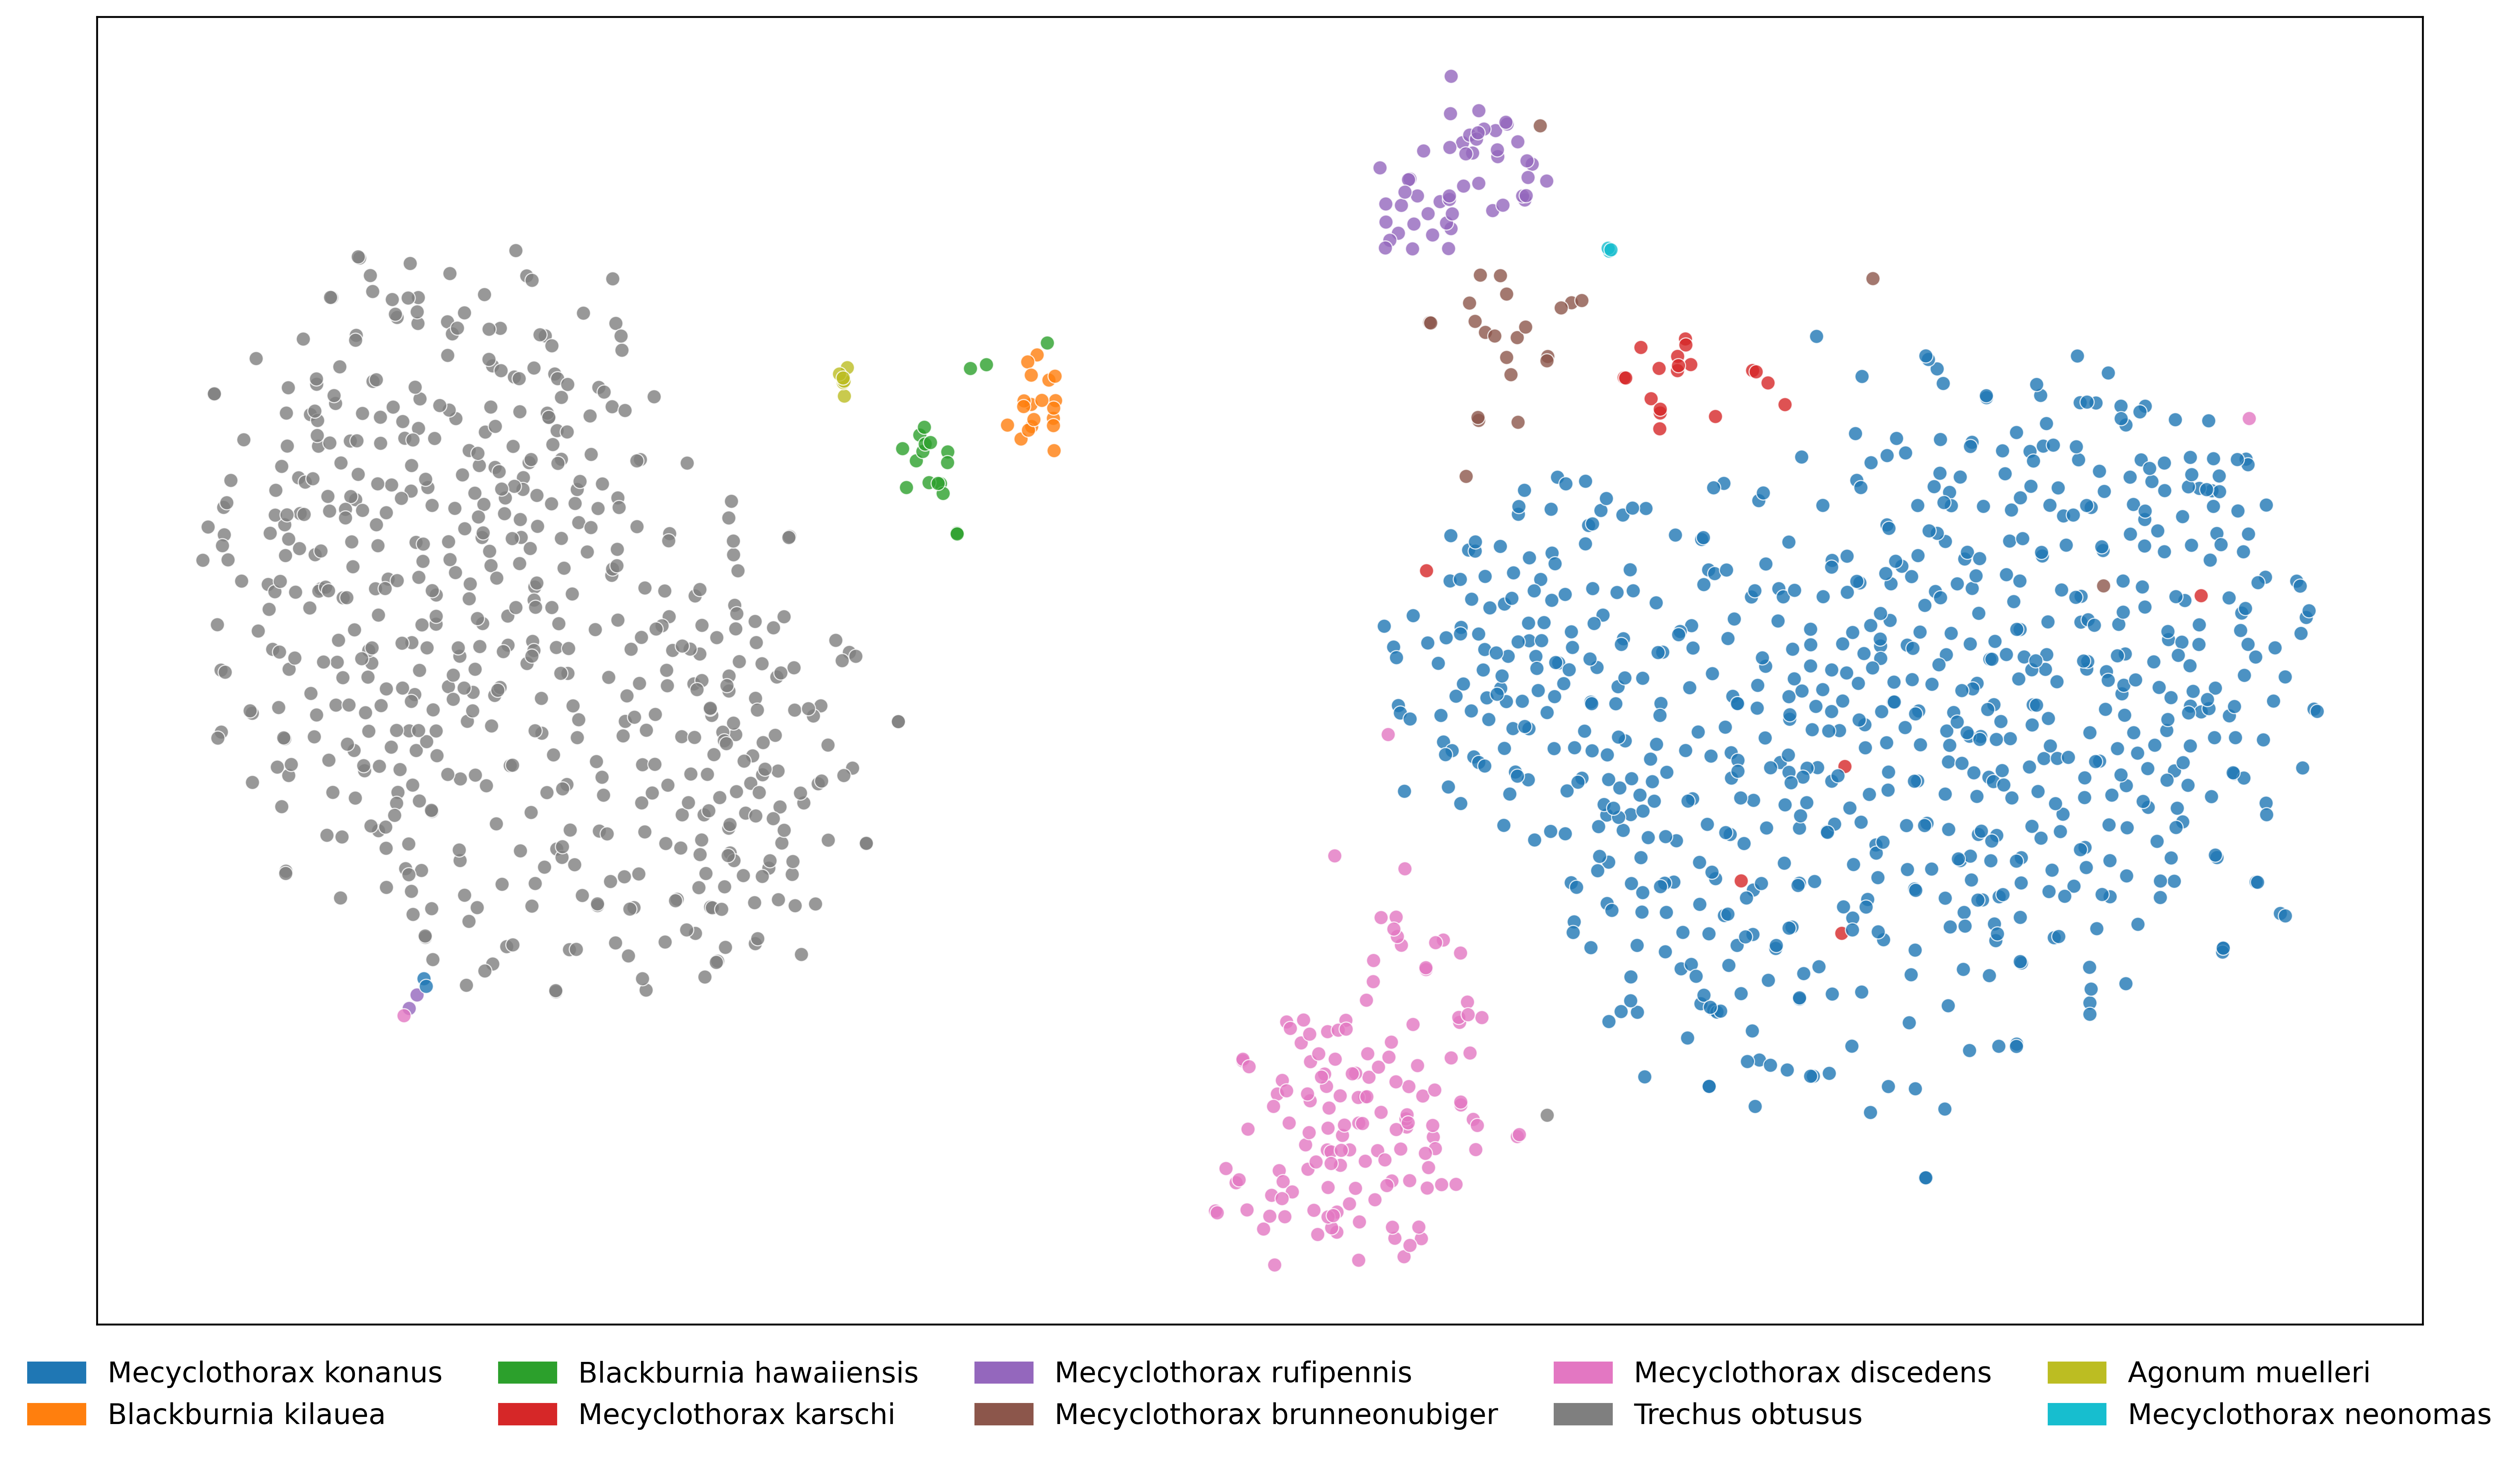 Mecyclothorax konanus Blackburnia hawaiiensis Mecyclothorax rufipennis Mecyclothorax discedens Agonum muelleri
Blackburnia kilauea Mecyclothorax karschi Mecyclothorax brunneonubiger Trechus obtusus Mecyclothorax neonomas